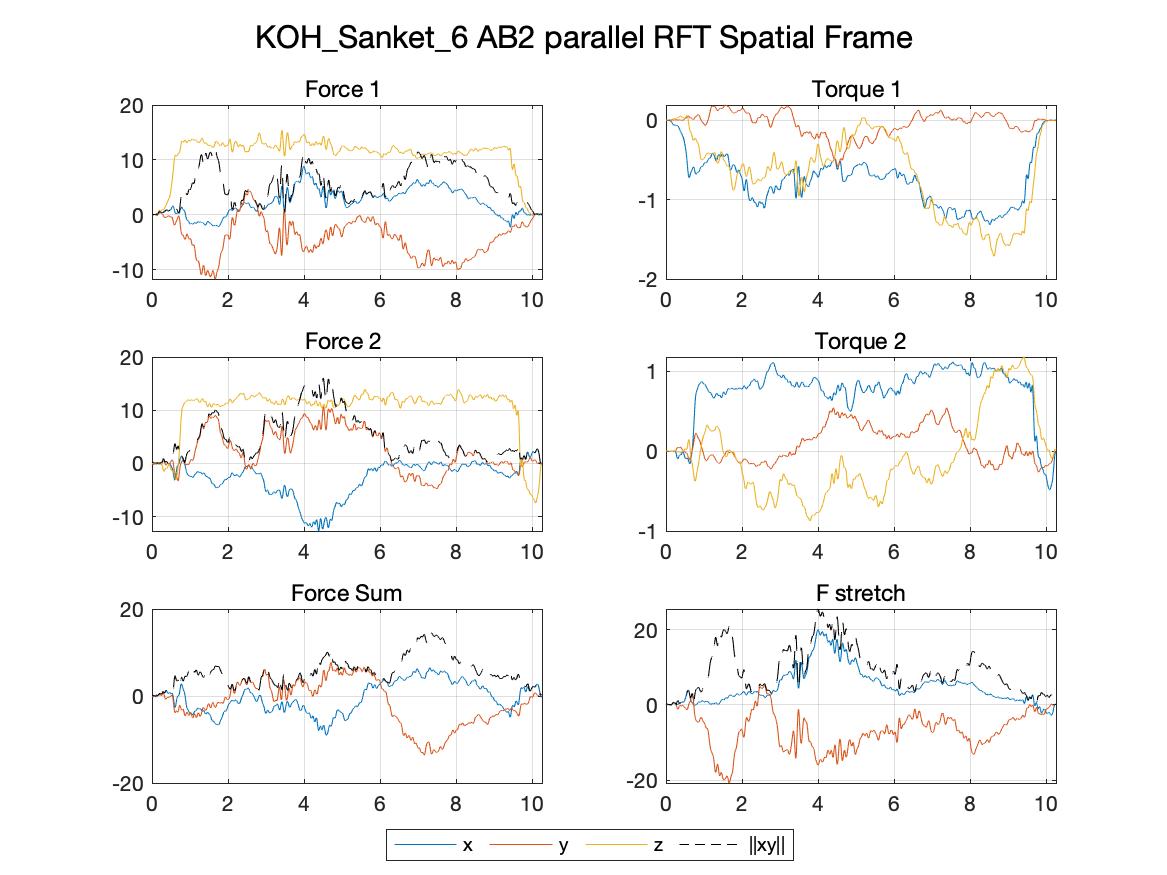 KOH_Sanket_6 AB2 parallel RFT Spatial Frame
Force 1
20
10
0
-10
0 2 4 6 8 10
Torque 1
0
-1
-2
0 2 4 6 8 10
Force 2
20
10
0
-10
0 2 4 6 8 10
Torque 2
1
0
-1
0 2 4 6 8 10
Force Sum
20
0
-20
0 2 4 6 8 10
F stretch
20
0
-20
0 2 4 6 8 10
x y z ||xy||